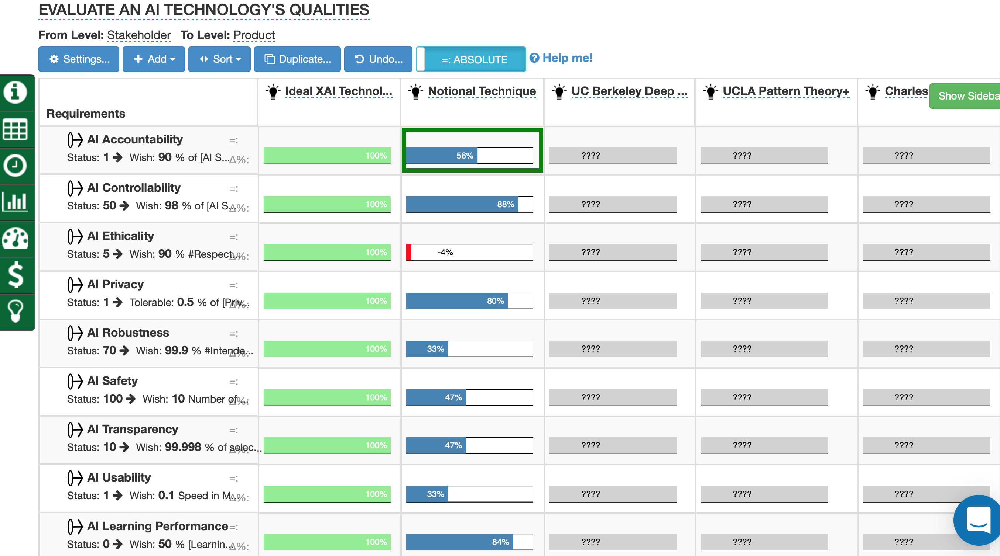 EVALUATE AN AI TECHNOLOGY'S QUALITIES
From Level: Stakeholder To Level: Product
Settings... Add Sort Duplicate... Undo... =: ABSOLUTE Help me!
Requirements Ideal XAI Technol... Notional Technique UC Berkeley Deep ... UCLA Pattern Theory+ Charles Show Sideba
AI Accountability =:
Status: 1 → Wish: 90 % of [AI S... Δ%: 100% 56% ???? ???? ????
AI Controllability =:
Status: 50 → Wish: 98 % of [AI S... Δ%: 100% 88% ???? ???? ????
AI Ethicality =:
Status: 5 → Wish: 90 % #Respect... Δ%: 100% -4% ???? ???? ????
AI Privacy =:
Status: 1 → Tolerable: 0.5 % of [Priv... Δ%: 100% 80% ???? ???? ????
AI Robustness =:
Status: 70 → Wish: 99.9 % #Intende... Δ%: 100% 33% ???? ???? ????
AI Safety =:
Status: 100 → Wish: 10 Number of... Δ%: 100% 47% ???? ???? ????
AI Transparency =:
Status: 10 → Wish: 99.998 % of selec... Δ%: 100% 47% ???? ???? ????
AI Usability =:
Status: 1 → Wish: 0.1 Speed in M... Δ%: 100% 33% ???? ???? ????
AI Learning Performance =:
Status: 0 → Wish: 50 % [Learnin... Δ%: 100% 84% ???? ???? ????